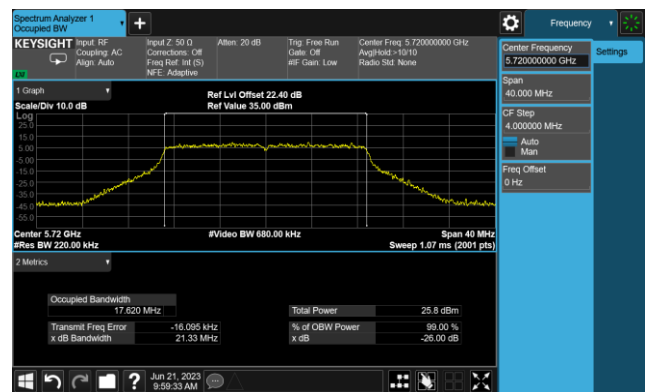 Spectrum Analyzer 1
Occupied BW
Frequency
KEYSIGHT
Input: RF
Coupling: AC
Align: Auto
Input Z: 50 Ω
Corrections: Off
Freq Ref: Int (S)
NFE: Adaptive
Atten: 20 dB
Trig: Free Run
Gate: Off
#IF Gain: Low
Center Freq: 5.720000000 GHz
Avg|Hold:>10/10
Radio Std: None
LXI
Center Frequency
5.720000000 GHz
Settings
Span
40.000 MHz
CF Step
4.000000 MHz
Auto
Man
Freq Offset
0 Hz
1 Graph
Scale/Div 10.0 dB
Ref Lvl Offset 22.40 dB
Ref Value 35.00 dBm
Log
25.0
15.0
5.00
-5.00
-15.0
-25.0
-35.0
-45.0
-55.0
Center 5.72 GHz
#Res BW 220.00 kHz
#Video BW 680.00 kHz
Span 40 MHz
Sweep 1.07 ms (2001 pts)
2 Metrics
Occupied Bandwidth
17.620 MHz
Total Power 25.8 dBm
Transmit Freq Error -16.095 kHz
% of OBW Power 99.00 %
x dB Bandwidth 21.33 MHz
x dB -26.00 dB
?
Jun 21, 2023
9:59:33 AM